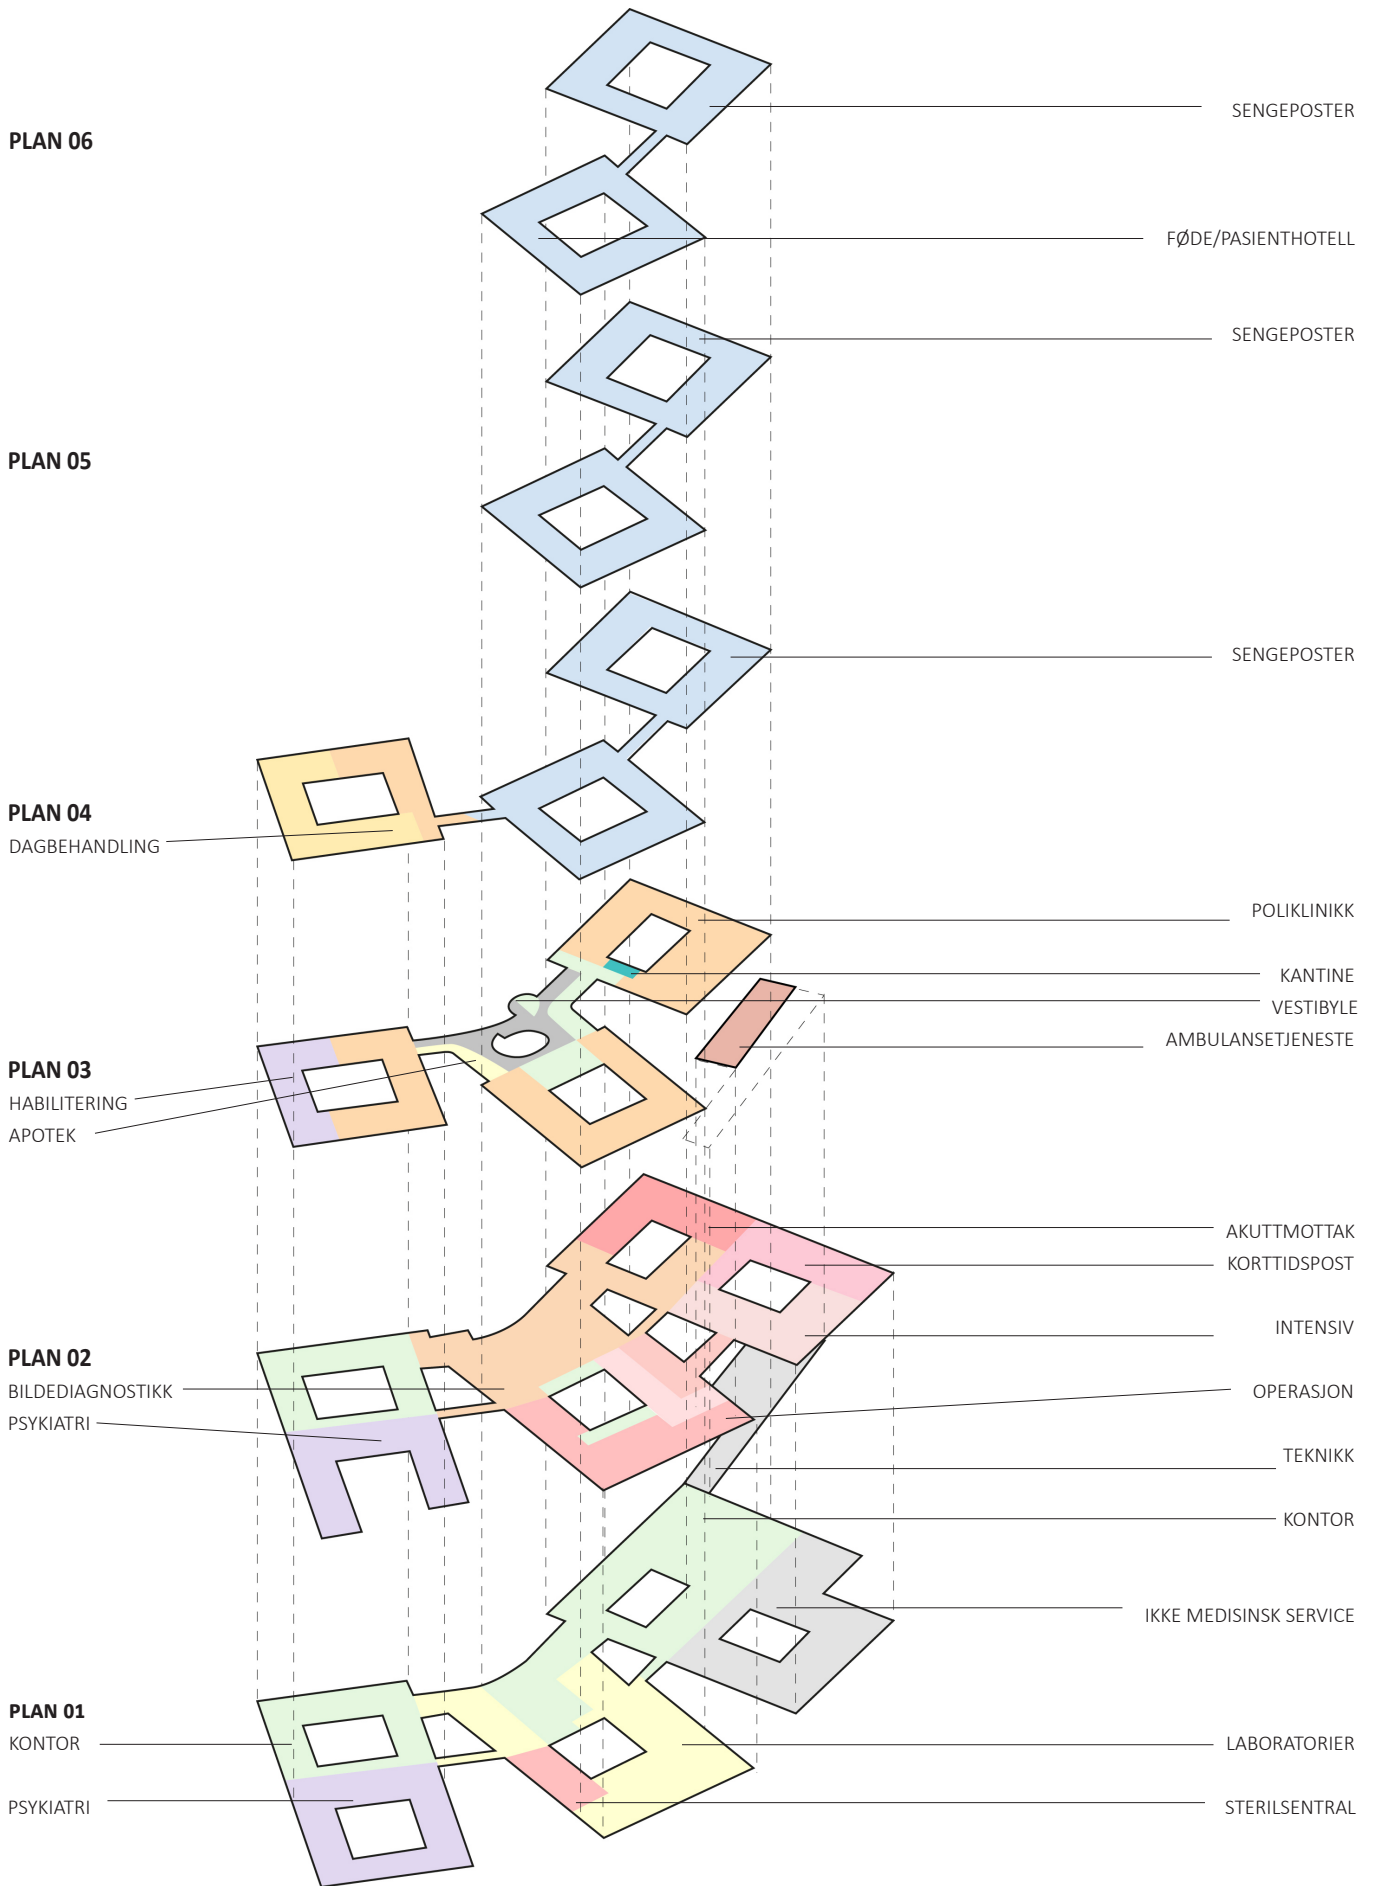 SENGEPOSTER
PLAN 06
FØDE/PASIENTHOTELL
SENGEPOSTER
PLAN 05
SENGEPOSTER
PLAN 04
DAGBEHANDLING
POLIKLINIKK
KANTINE
VESTIBYLE
AMBULANSETJENESTE
PLAN 03
HABILITERING
APOTEK
AKUTTMOTTAK
KORTTIDSPOST
INTENSIV
PLAN 02
BILDEDIAGNOSTIKK
OPERASJON
PSYKIATRI
TEKNIKK
KONTOR
IKKE MEDISINSK SERVICE
PLAN 01
KONTOR
LABORATORIER
PSYKIATRI
STERILSENTRAL